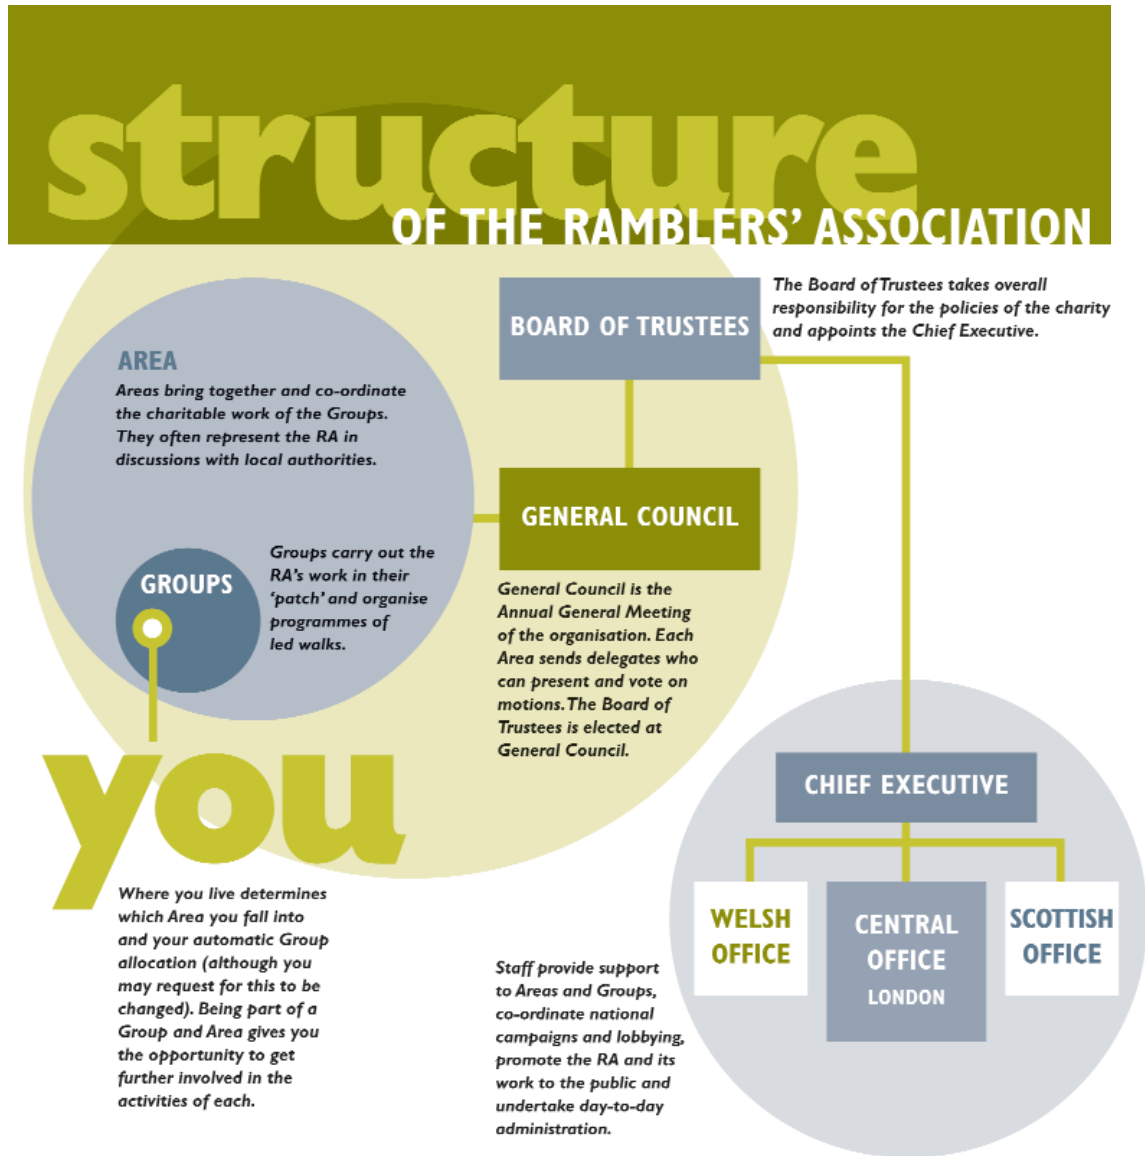 structure
OF THE RAMBLERS' ASSOCIATION
BOARD OF TRUSTEES
The Board of Trustees takes overall
responsibility for the policies of the charity
and appoints the Chief Executive.
AREA
Areas bring together and co-ordinate
the charitable work of the Groups.
They often represent the RA in
discussions with local authorities.
GENERAL COUNCIL
GROUPS
Groups carry out the
RA's work in their
'patch' and organise
programmes of
led walks.
General Council is the
Annual General Meeting
of the organisation. Each
Area sends delegates who
can present and vote on
motions. The Board of
Trustees is elected at
General Council.
you
Where you live determines
which Area you fall into
and your automatic Group
allocation (although you
may request for this to be
changed). Being part of a
Group and Area gives you
the opportunity to get
further involved in the
activities of each.
CHIEF EXECUTIVE
WELSH
OFFICE
CENTRAL
OFFICE
LONDON
SCOTTISH
OFFICE
Staff provide support
to Areas and Groups,
co-ordinate national
campaigns and lobbying,
promote the RA and its
work to the public and
undertake day-to-day
administration.